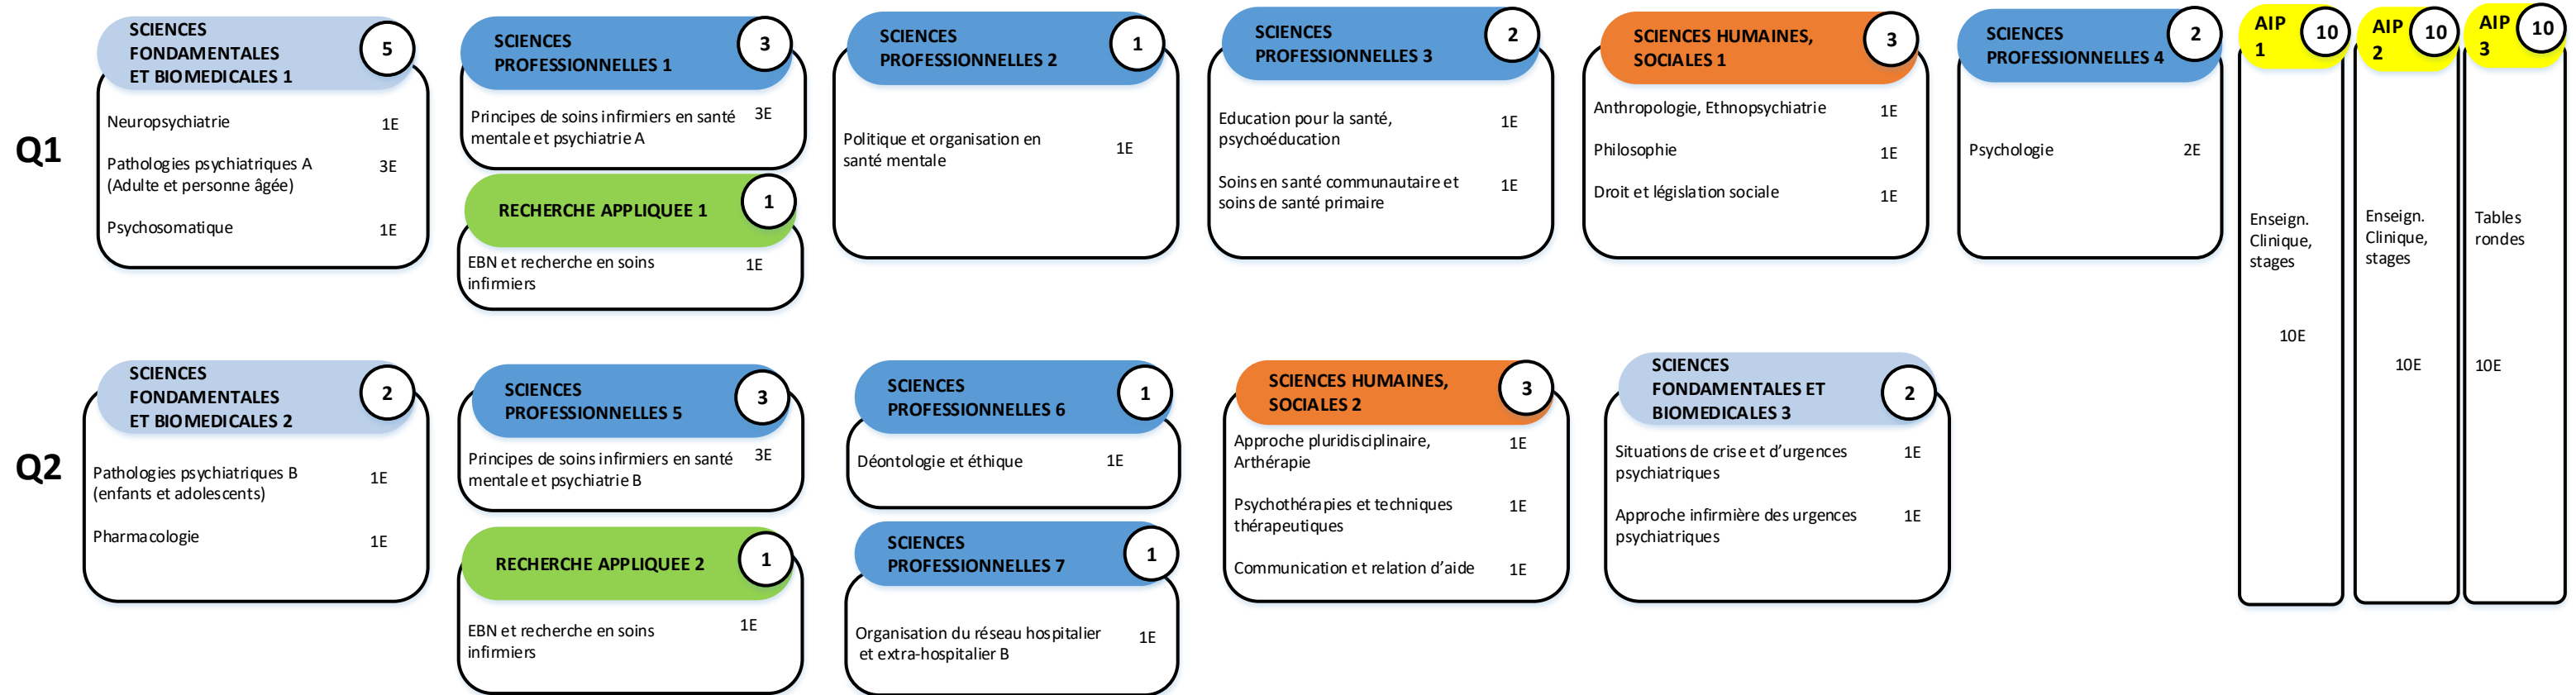 Q1
SCIENCES
FONDAMENTALES
ET BIOMEDICALES 1
5
Neuropsychiatrie 1E
Pathologies psychiatriques A 3E
(Adulte et personne âgée)
Psychosomatique 1E
SCIENCES
PROFESSIONNELLES 1
3
Principes de soins infirmiers en santé 3E
mentale et psychiatrie A
RECHERCHE APPLIQUEE 1
1
EBN et recherche en soins 1E
infirmiers
SCIENCES
PROFESSIONNELLES 2
1
Politique et organisation en 1E
santé mentale
SCIENCES
PROFESSIONNELLES 3
2
Education pour la santé, 1E
psychoéducation
Soins en santé communautaire et 1E
soins de santé primaire
SCIENCES HUMAINES,
SOCIALES 1
3
Anthropologie, Ethnopsychiatrie 1E
Philosophie 1E
Droit et législation sociale 1E
SCIENCES
PROFESSIONNELLES 4
2
Psychologie 2E
AIP
1
10
Enseign.
Clinique,
stages
10E
AIP
2
10
Enseign.
Clinique,
stages
10E
AIP
3
10
Tables
rondes
10E
Q2
SCIENCES
FONDAMENTALES
ET BIOMEDICALES 2
2
Pathologies psychiatriques B 1E
(enfants et adolescents)
Pharmacologie 1E
SCIENCES
PROFESSIONNELLES 5
3
Principes de soins infirmiers en santé 3E
mentale et psychiatrie B
RECHERCHE APPLIQUEE 2
1
EBN et recherche en soins 1E
infirmiers
SCIENCES
PROFESSIONNELLES 6
1
Déontologie et éthique 1E
SCIENCES
PROFESSIONNELLES 7
1
Organisation du réseau hospitalier 1E
et extra-hospitalier B
SCIENCES HUMAINES,
SOCIALES 2
3
Approche pluridisciplinaire, 1E
Arthérapie
Psychothérapies et techniques 1E
thérapeutiques
Communication et relation d'aide 1E
SCIENCES
FONDAMENTALES ET
BIOMEDICALES 3
2
Situations de crise et d'urgences 1E
psychiatriques
Approche infirmière des urgences 1E
psychiatriques